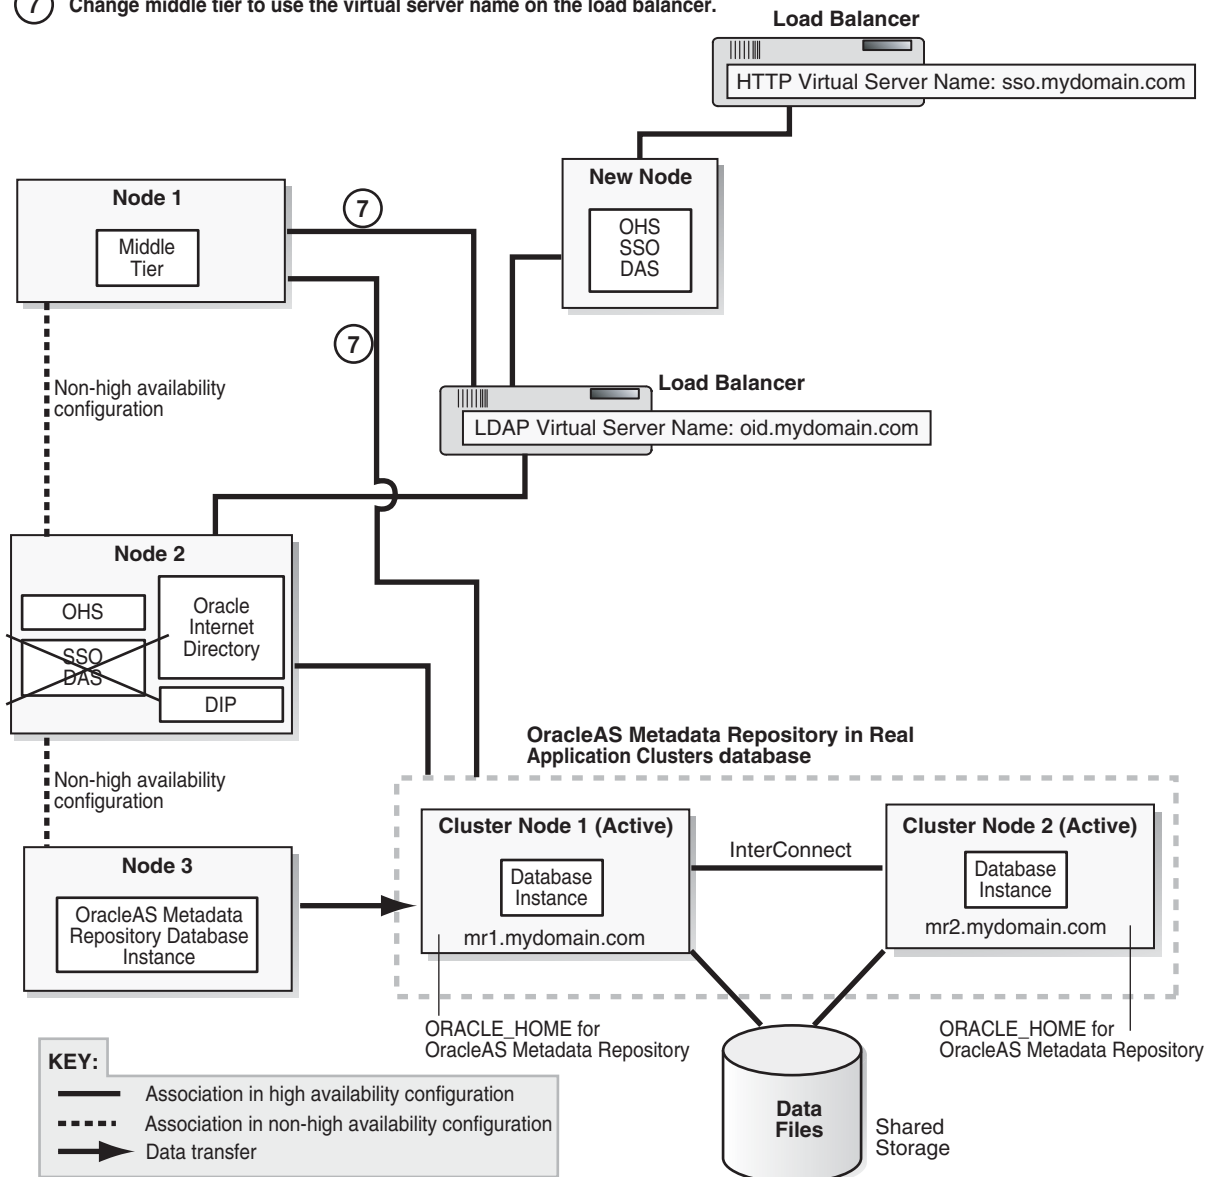 7 Change middle tier to use the virtual server name on the load balancer.
Load Balancer
HTTP Virtual Server Name: sso.mydomain.com
New Node
OHS
SSO
DAS
Node 1
Middle
Tier
7
7
Non-high availability
configuration
Load Balancer
LDAP Virtual Server Name: oid.mydomain.com
Node 2
OHS
SSO
DAS
Oracle
Internet
Directory
DIP
Non-high availability
configuration
OracleAS Metadata Repository in Real
Application Clusters database
Node 3
OracleAS Metadata
Repository Database
Instance
Cluster Node 1 (Active)
Database
Instance
mr1.mydomain.com
InterConnect
Cluster Node 2 (Active)
Database
Instance
mr2.mydomain.com
ORACLE_HOME for
OracleAS Metadata Repository
ORACLE_HOME for
OracleAS Metadata Repository
Data
Files
Shared
Storage
KEY:
Association in high availability configuration
Association in non-high availability configuration
Data transfer